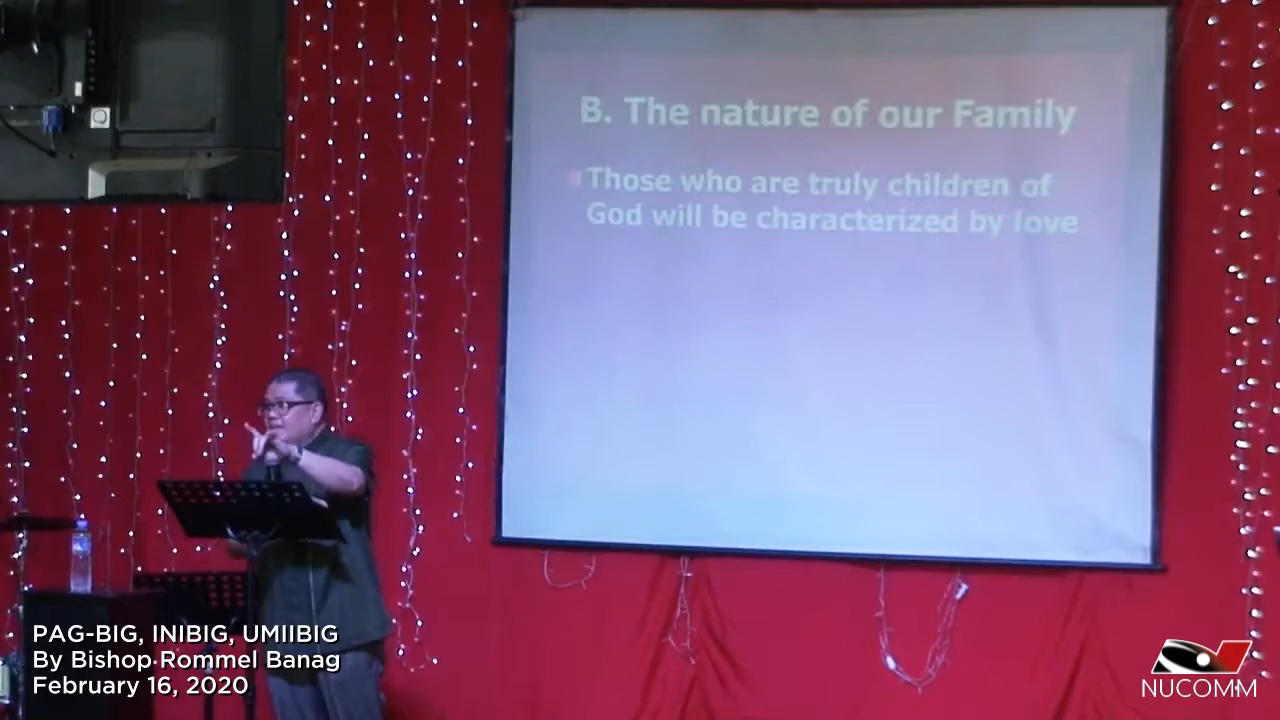 B. The nature of our Family
Those who are truly children of
God will be characterized by love
PAG-BIG, INIBIG, UMIIBIG
By Bishop Rommel Banag
February 16, 2020
NUCOMM